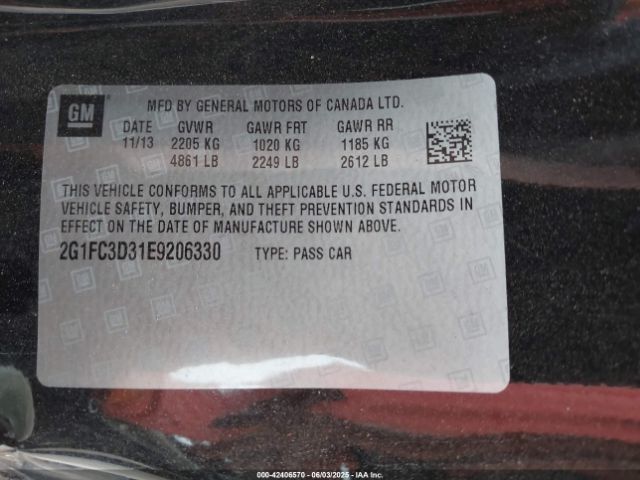 GM
MFD BY GENERAL MOTORS OF CANADA LTD.
DATE GVWR GAWR FRT GAWR RR
11/13 2205 KG 1020 KG 1185 KG
4861 LB 2249 LB 2612 LB
THIS VEHICLE CONFORMS TO ALL APPLICABLE U.S. FEDERAL MOTOR
VEHICLE SAFETY, BUMPER, AND THEFT PREVENTION STANDARDS IN
EFFECT ON THE DATE OF MANUFACTURE SHOWN ABOVE.
2G1FC3D31E9206330 TYPE: PASS CAR
000-42406570 - 06/03/2025 - IAAI.COM